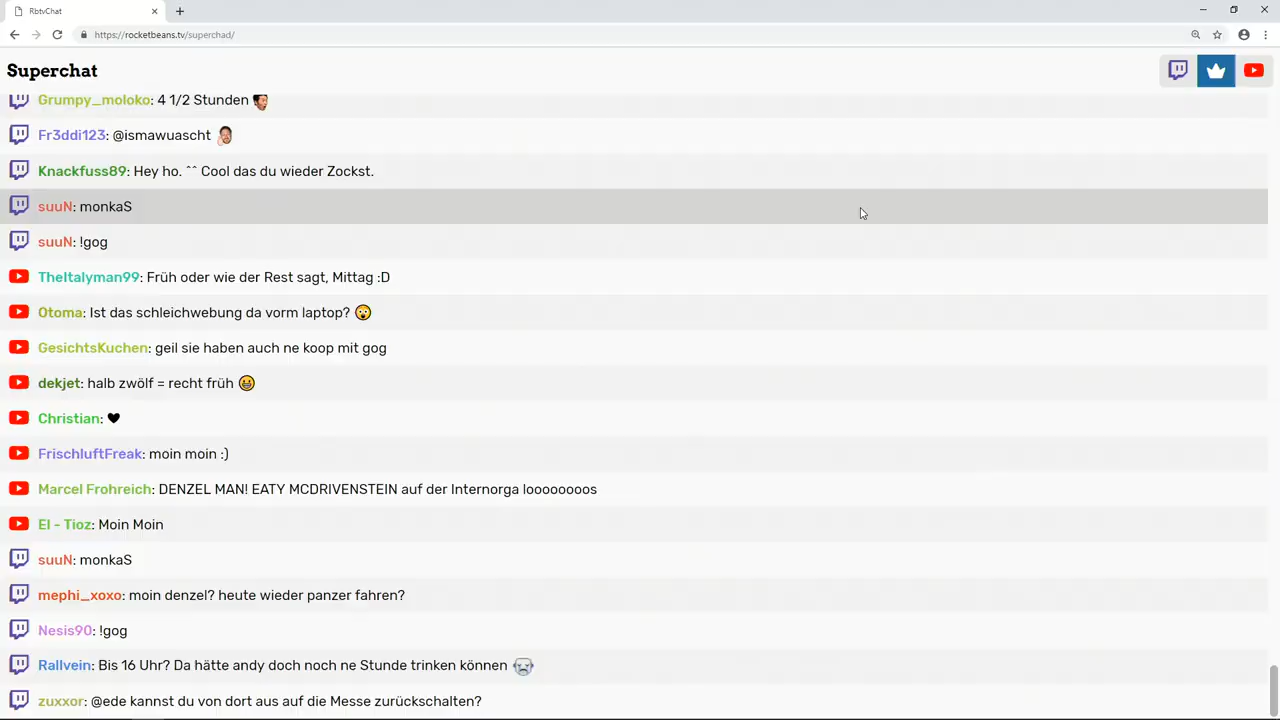 RbtvChat
https://rocketbeans.tv/superchad/
Superchat
Grumpy_moloko: 4 1/2 Stunden
Fr3ddi123: @ismawuascht
Knackfuss89: Hey ho. ^^ Cool das du wieder Zockst.
suuN: monkaS
suuN: !gog
TheItalyman99: Früh oder wie der Rest sagt, Mittag :D
Otoma: Ist das schleichwebung da vorm laptop? 😲
GesichtsKuchen: geil sie haben auch ne koop mit gog
dekjet: halb zwölf = recht früh 😁
Christian: 🖤
FrischluftFreak: moin moin :)
Marcel Frohreich: DENZEL MAN! EATY MCDRIVENSTEIN auf der Internorga loooooooos
El - Tioz: Moin Moin
suuN: monkaS
mephi_xoxo: moin denzel? heute wieder panzer fahren?
Nesis90: !gog
Rallvein: Bis 16 Uhr? Da hätte andy doch noch ne Stunde trinken können
zuxxor: @ede kannst du von dort aus auf die Messe zurückschalten?